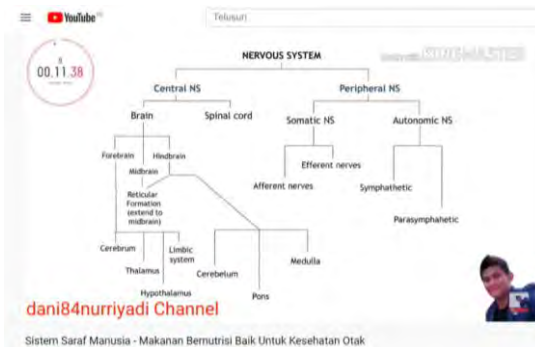 YouTube ID
Telusuri
00.11.38
KINEMASTER
NERVOUS SYSTEM
Central NS
Peripheral NS
Brain
Spinal cord
Somatic NS
Autonomic NS
Forebrain
Hindbrain
Midbrain
Efferent nerves
Afferent nerves
Symphathetic
Reticular
Formation
(extend to
midbrain)
Parasymphahetic
Cerebrum
Limbic
system
Thalamus
Hypothalamus
Cerebelum
Medulla
Pons
dani84nurriyadi Channel
Sistem Saraf Manusia - Makanan Bernutrisi Baik Untuk Kesehatan Otak